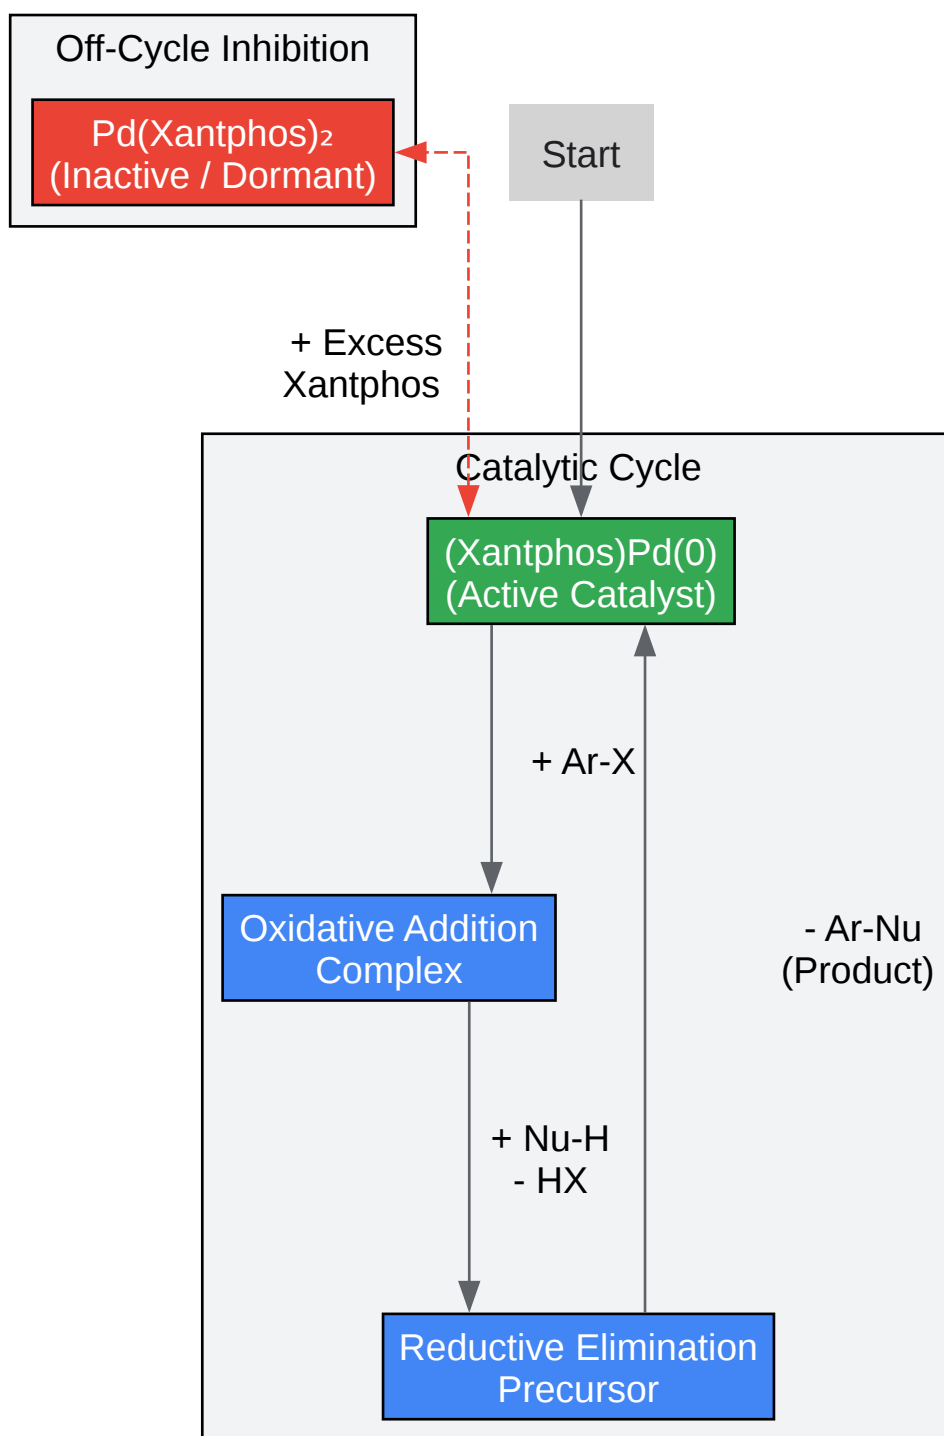 Off-Cycle Inhibition
Pd(Xantphos)₂
(Inactive / Dormant)
Start
+ Excess
Xantphos
Catalytic Cycle
(Xantphos)Pd(0)
(Active Catalyst)
+ Ar-X
Oxidative Addition
Complex
- Ar-Nu
(Product)
+ Nu-H
- HX
Reductive Elimination
Precursor